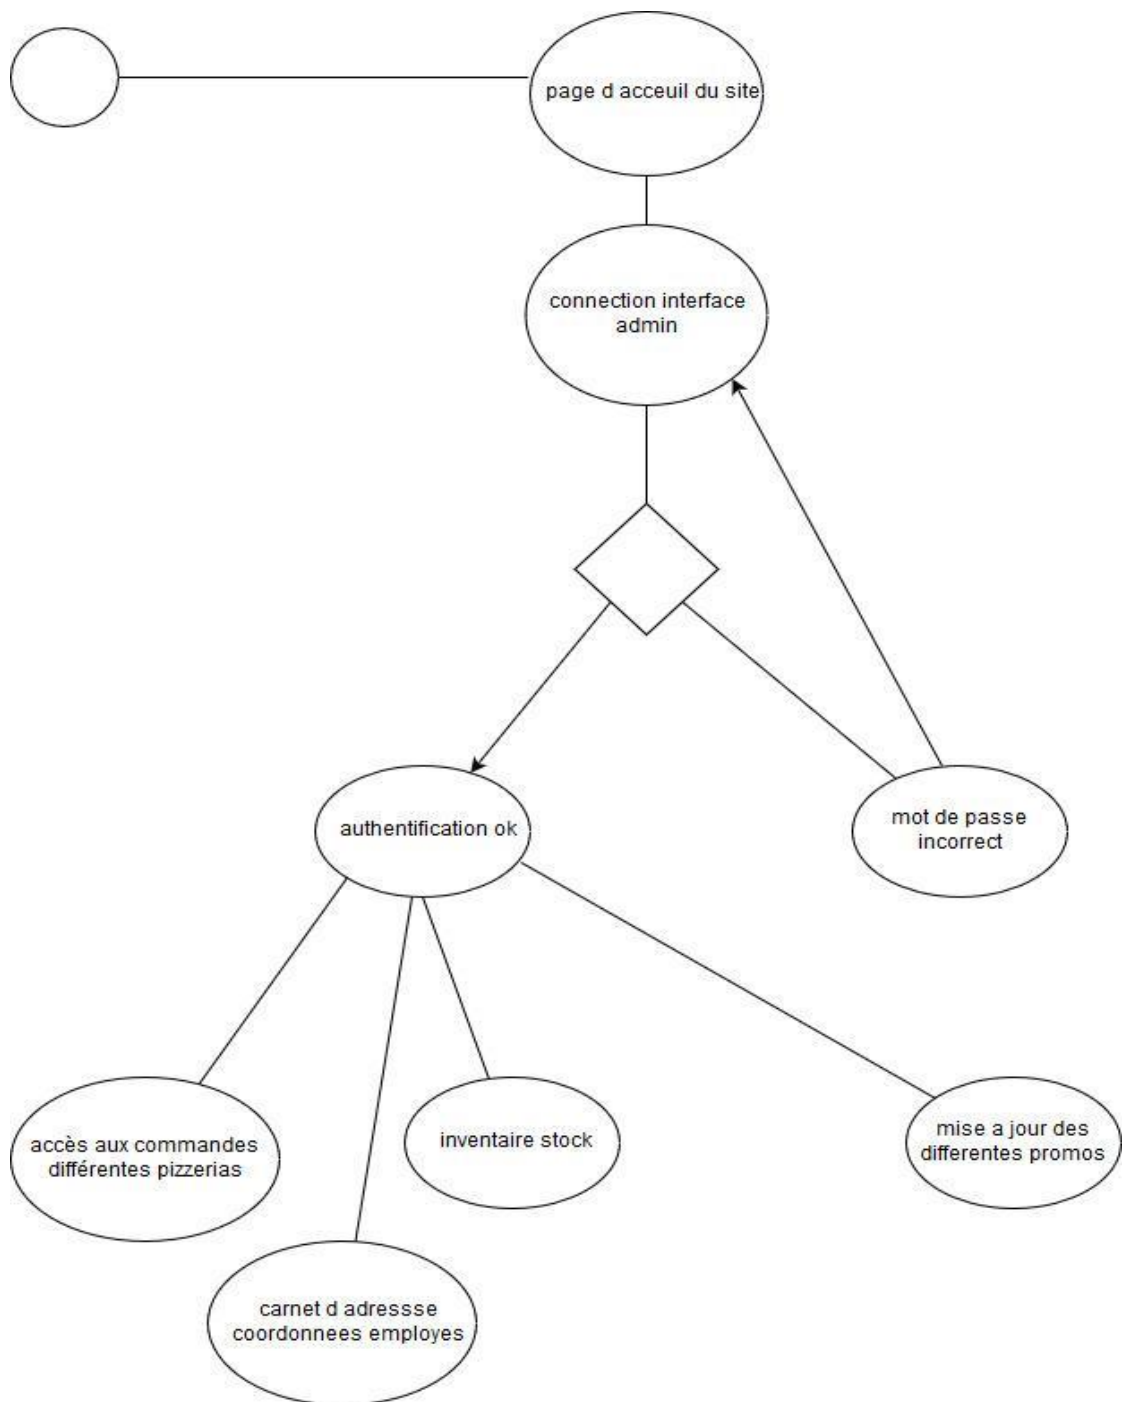 page d acceuil du site
connection interface
admin
authentification ok
mot de passe
incorrect
accès aux commandes
différentes pizzerias
inventaire stock
mise a jour des
differentes promos
carnet d adressse
coordonnees employes